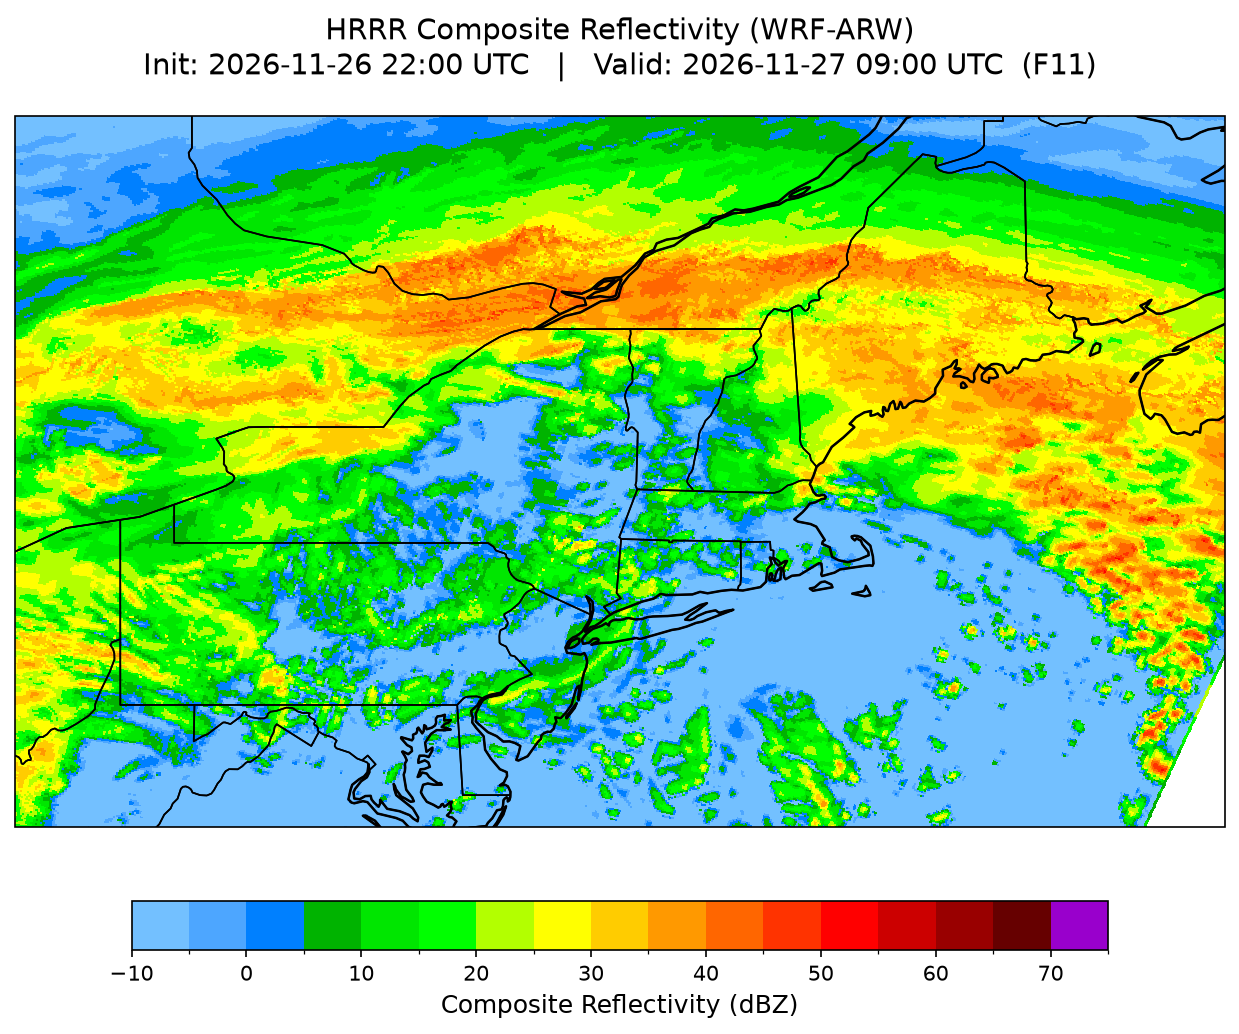 HRRR Composite Reflectivity (WRF-ARW)
Init: 2026-11-26 22:00 UTC   |   Valid: 2026-11-27 09:00 UTC  (F11)
−10 0 10 20 30 40 50 60 70
Composite Reflectivity (dBZ)